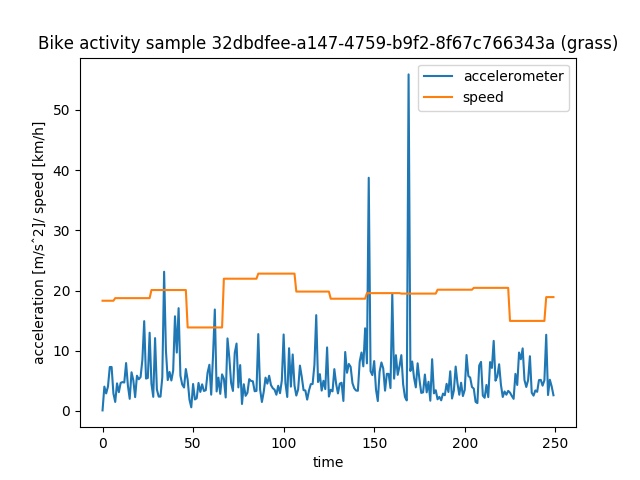 Bike activity sample 32dbdfee-a147-4759-b9f2-8f67c766343a (grass)
accelerometer
speed
acceleration [m/s^2]/ speed [km/h]
50
40
30
20
10
0
0
50
100
150
200
250
time